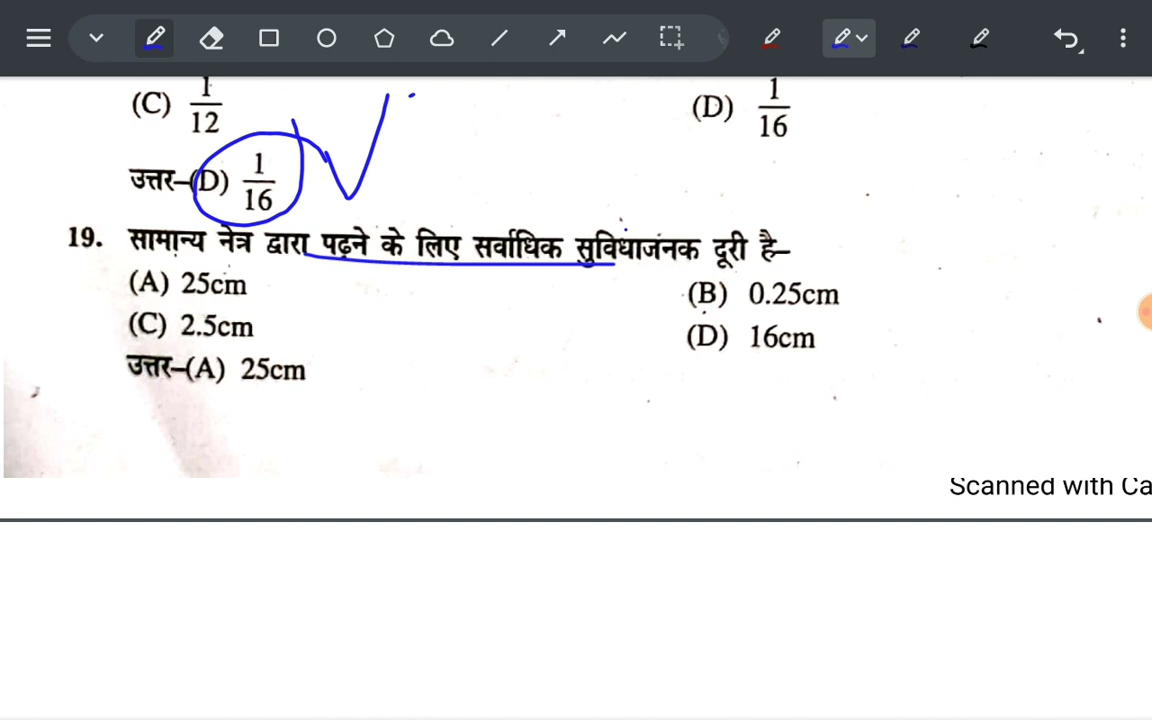 (C) 1/12 (D) 1/16
उत्तर–(D) 1/16
19. सामान्य नेत्र द्वारा पढ़ने के लिए सर्वाधिक सुविधाजनक दूरी है–
(A) 25cm (B) 0.25cm
(C) 2.5cm (D) 16cm
उत्तर–(A) 25cm
Scanned with Ca